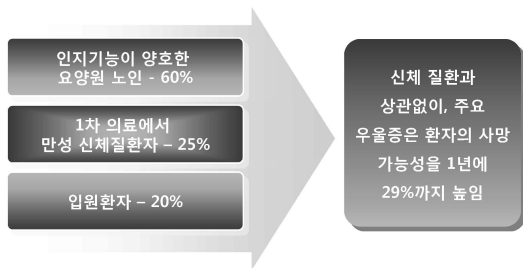 인지기능이 양호한
요양원 노인 - 60%
1차 의료에서
만성 신체질환자 – 25%
입원환자 – 20%
신체 질환과
상관없이, 주요
우울증은 환자의 사망
가능성을 1년에
29%까지 높임